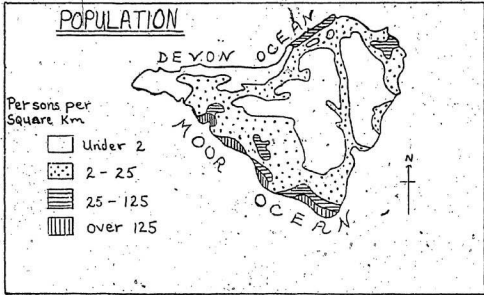 POPULATION
DEVON OCEAN
Persons per
Square Km
Under 2
2 - 25
25 - 125
over 125
MOOR OCEAN
N